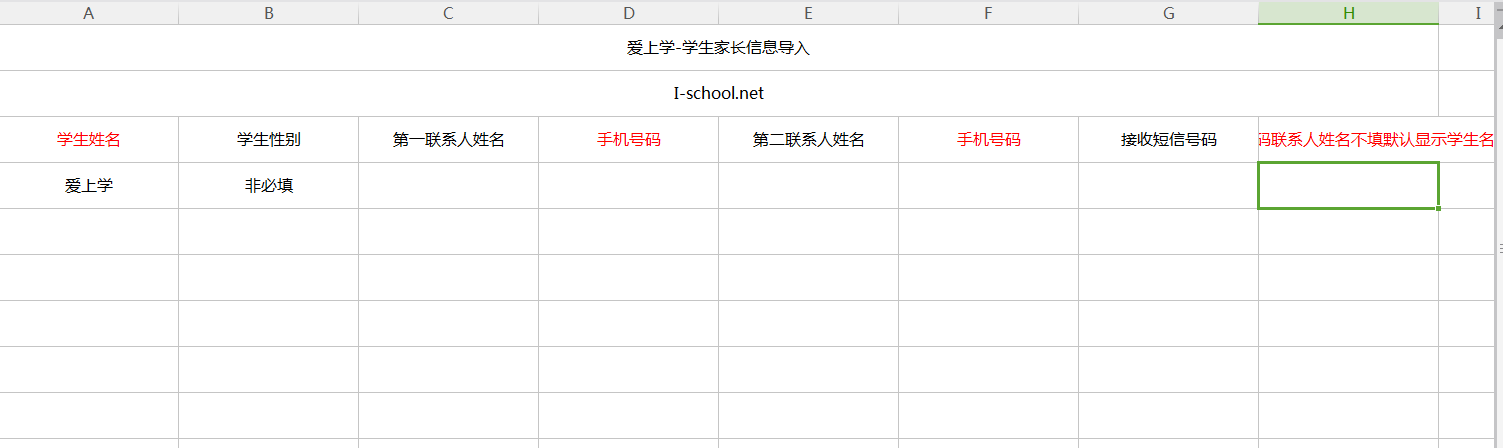 A B C D E F G H I
爱上学-学生家长信息导入
I-school.net
学生姓名 学生性别 第一联系人姓名 手机号码 第二联系人姓名 手机号码 接收短信号码 码联系人姓名不填默认显示学生名
爱上学 非必填